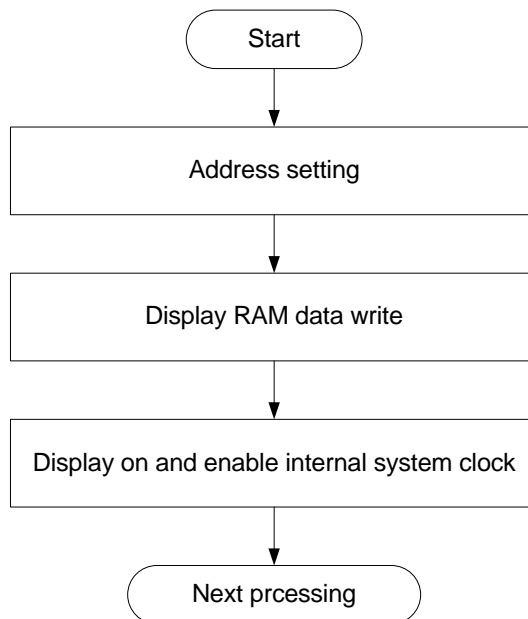 Start
Address setting
Display RAM data write
Display on and enable internal system clock
Next prcessing